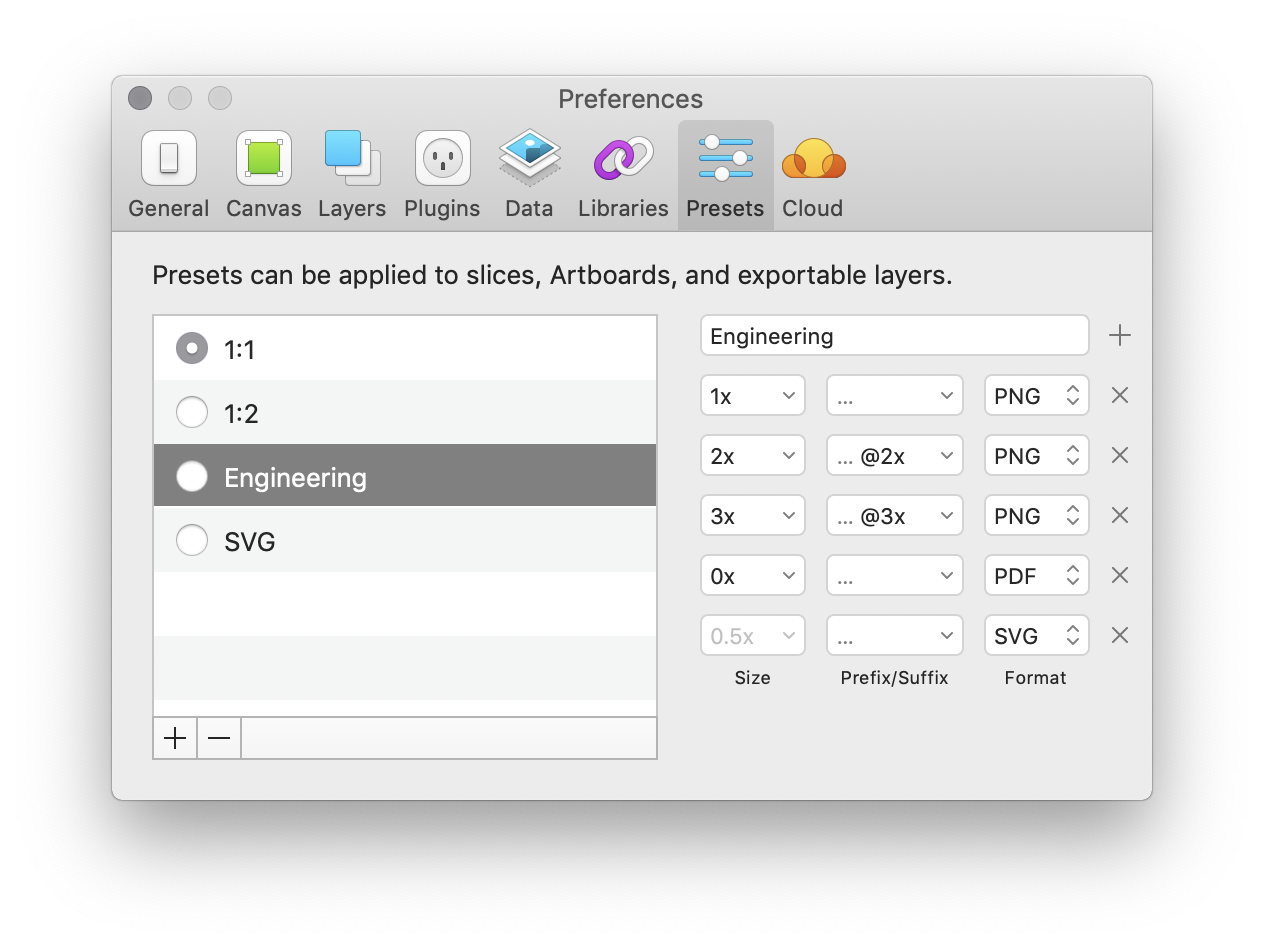 Preferences
General Canvas Layers Plugins Data Libraries Presets Cloud
Presets can be applied to slices, Artboards, and exportable layers.
1:1
1:2
Engineering
SVG
Engineering
1x ... PNG
2x ... @2x PNG
3x ... @3x PNG
0x ... PDF
0.5x ... SVG
Size Prefix/Suffix Format